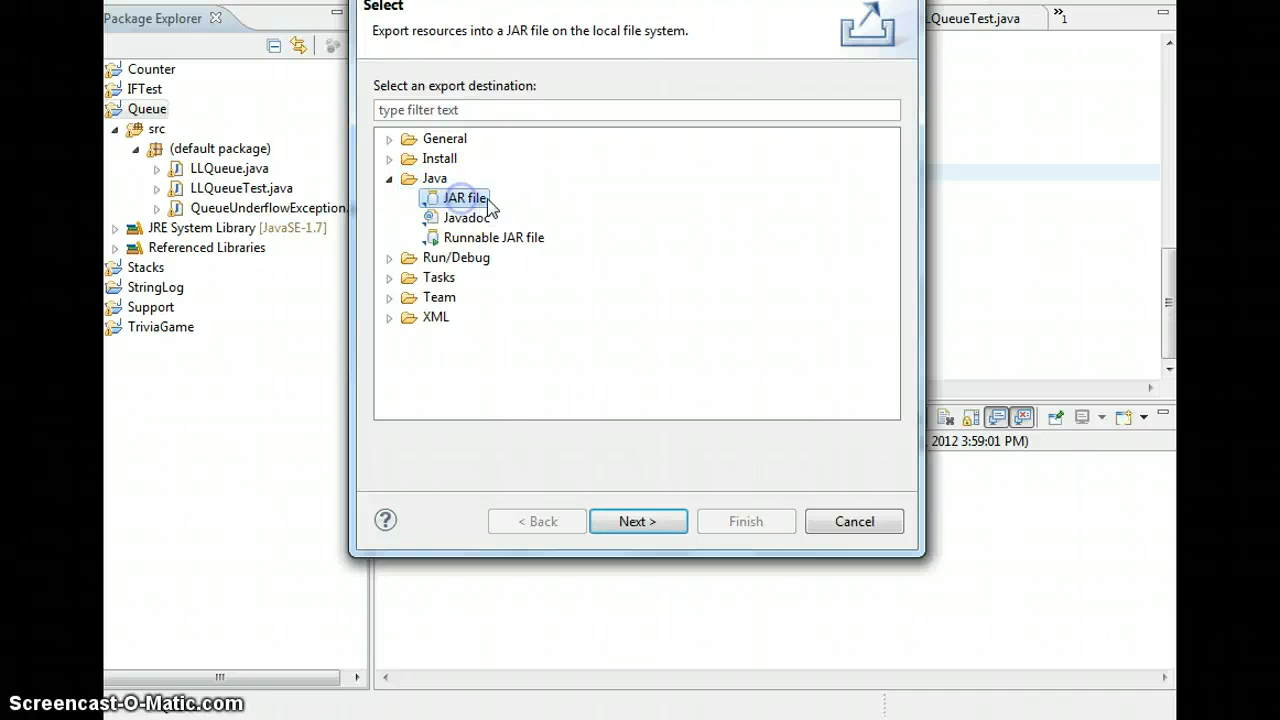 Package Explorer
Counter
IFTest
Queue
src
(default package)
LLQueue.java
LLQueueTest.java
QueueUnderflowException.
JRE System Library [JavaSE-1.7]
Referenced Libraries
Stacks
StringLog
Support
TriviaGame
Select
Export resources into a JAR file on the local file system.
Select an export destination:
type filter text
General
Install
Java
JAR file
Javadoc
Runnable JAR file
Run/Debug
Tasks
Team
XML
?
< Back
Next >
Finish
Cancel
LQueueTest.java
»1
2012 3:59:01 PM)
Screencast-O-Matic.com